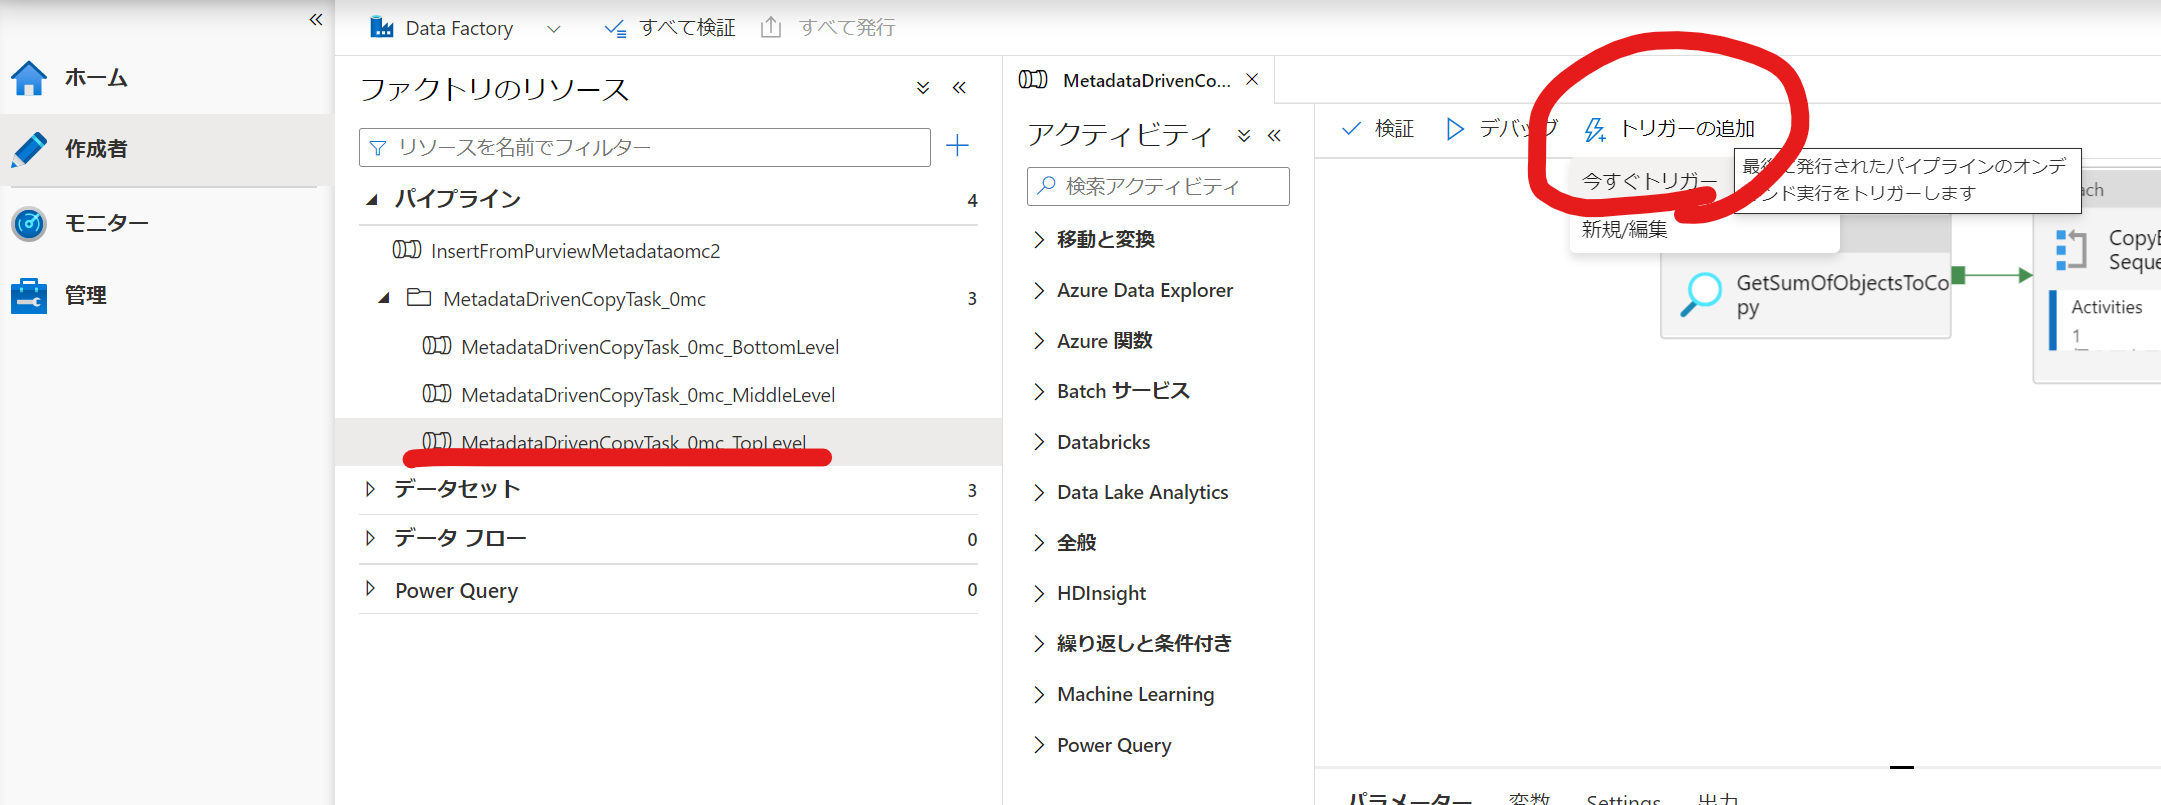 Data Factory
すべて検証
すべて発行
ホーム
作成者
モニター
管理
ファクトリのリソース
リソースを名前でフィルター
パイプライン 4
InsertFromPurviewMetadataomc2
MetadataDrivenCopyTask_0mc 3
MetadataDrivenCopyTask_0mc_BottomLevel
MetadataDrivenCopyTask_0mc_MiddleLevel
MetadataDrivenCopyTask_0mc_TopLevel
データセット 3
データ フロー 0
Power Query 0
MetadataDrivenCo...
アクティビティ
検索アクティビティ
移動と変換
Azure Data Explorer
Azure 関数
Batch サービス
Databricks
Data Lake Analytics
全般
HDInsight
繰り返しと条件付き
Machine Learning
Power Query
検証
デバッグ
トリガーの追加
今すぐトリガー
新規/編集
最後に発行されたパイプラインのオンデ
マンド実行をトリガーします
ach
GetSumOfObjectsToCo
py
CopyB
Seque
Activities
1
パラメーター
変数
Settings
出力